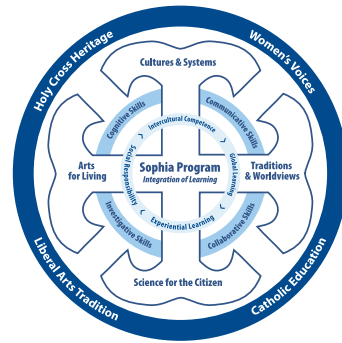 Holy Cross Heritage
Women's Voices
Cultures & Systems
Cognitive Skills
Communicative Skills
Intercultural Competence
Social Responsibility
Global Learning
Arts
for Living
Sophia Program
Integration of Learning
Traditions
& Worldviews
Experiential Learning
Investigative Skills
Collaborative Skills
Science for the Citizen
Liberal Arts Tradition
Catholic Education